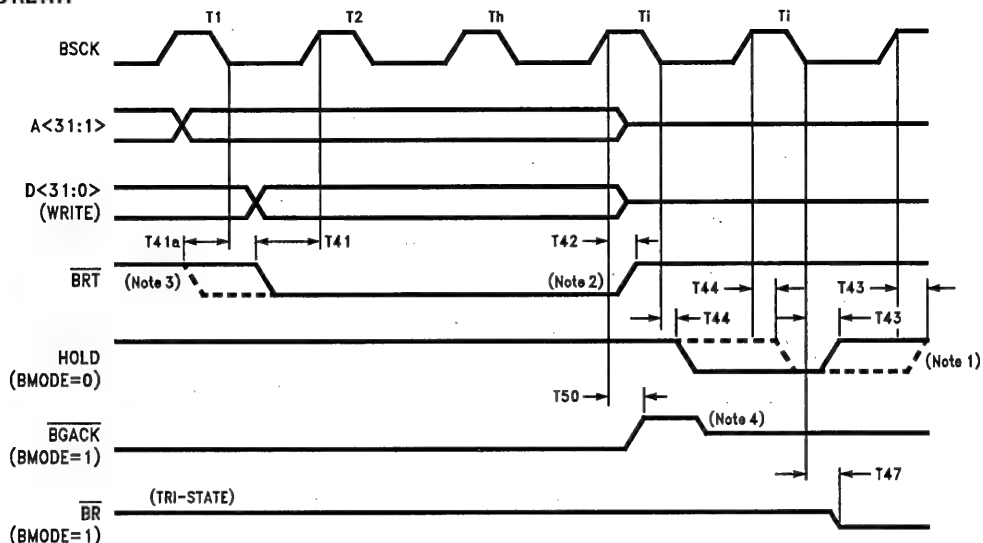 T1 T2 Th Ti Ti
BSCK
A<31:1>
D<31:0>
(WRITE)
T41a T41 T42
BRT (Note 3) (Note 2)
T44 T43
T44 T43
HOLD
(BMODE=0)
(Note 1)
T50
BGACK
(BMODE=1)
(Note 4)
T47
(TRI-STATE)
BR
(BMODE=1)